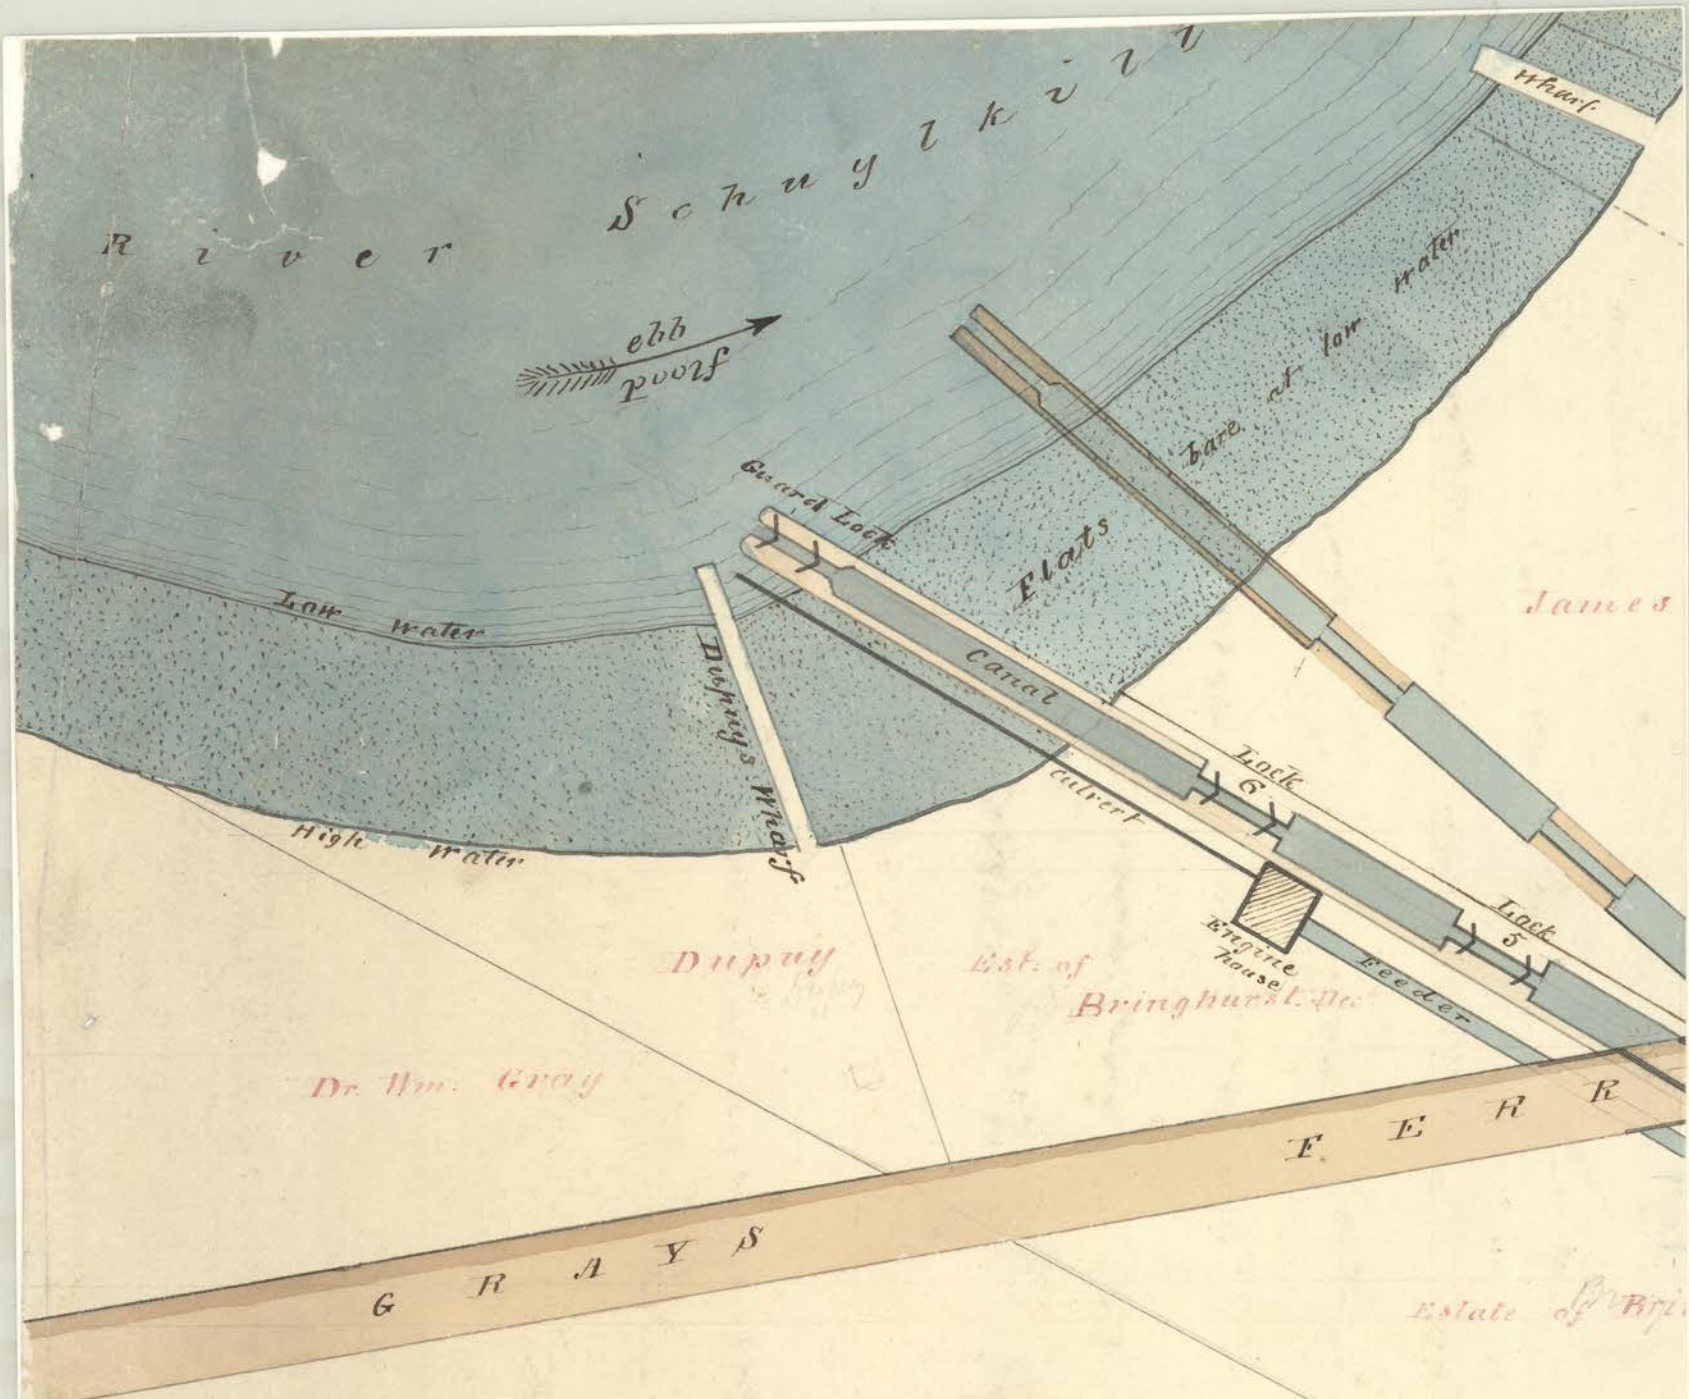 River Schuylkill
Wharf.
ebb
flood
Flats bare at low water
Guard Lock
Low water
Canal
James
Dupuy's Wharf
Lock
6
culvert
High water
Lock
5
Engine
house
Feeder
Dupuy
Est. of
Bringhurst. Dec.
Dr. Wm. Gray
GRAYS FERR
Estate of Bri